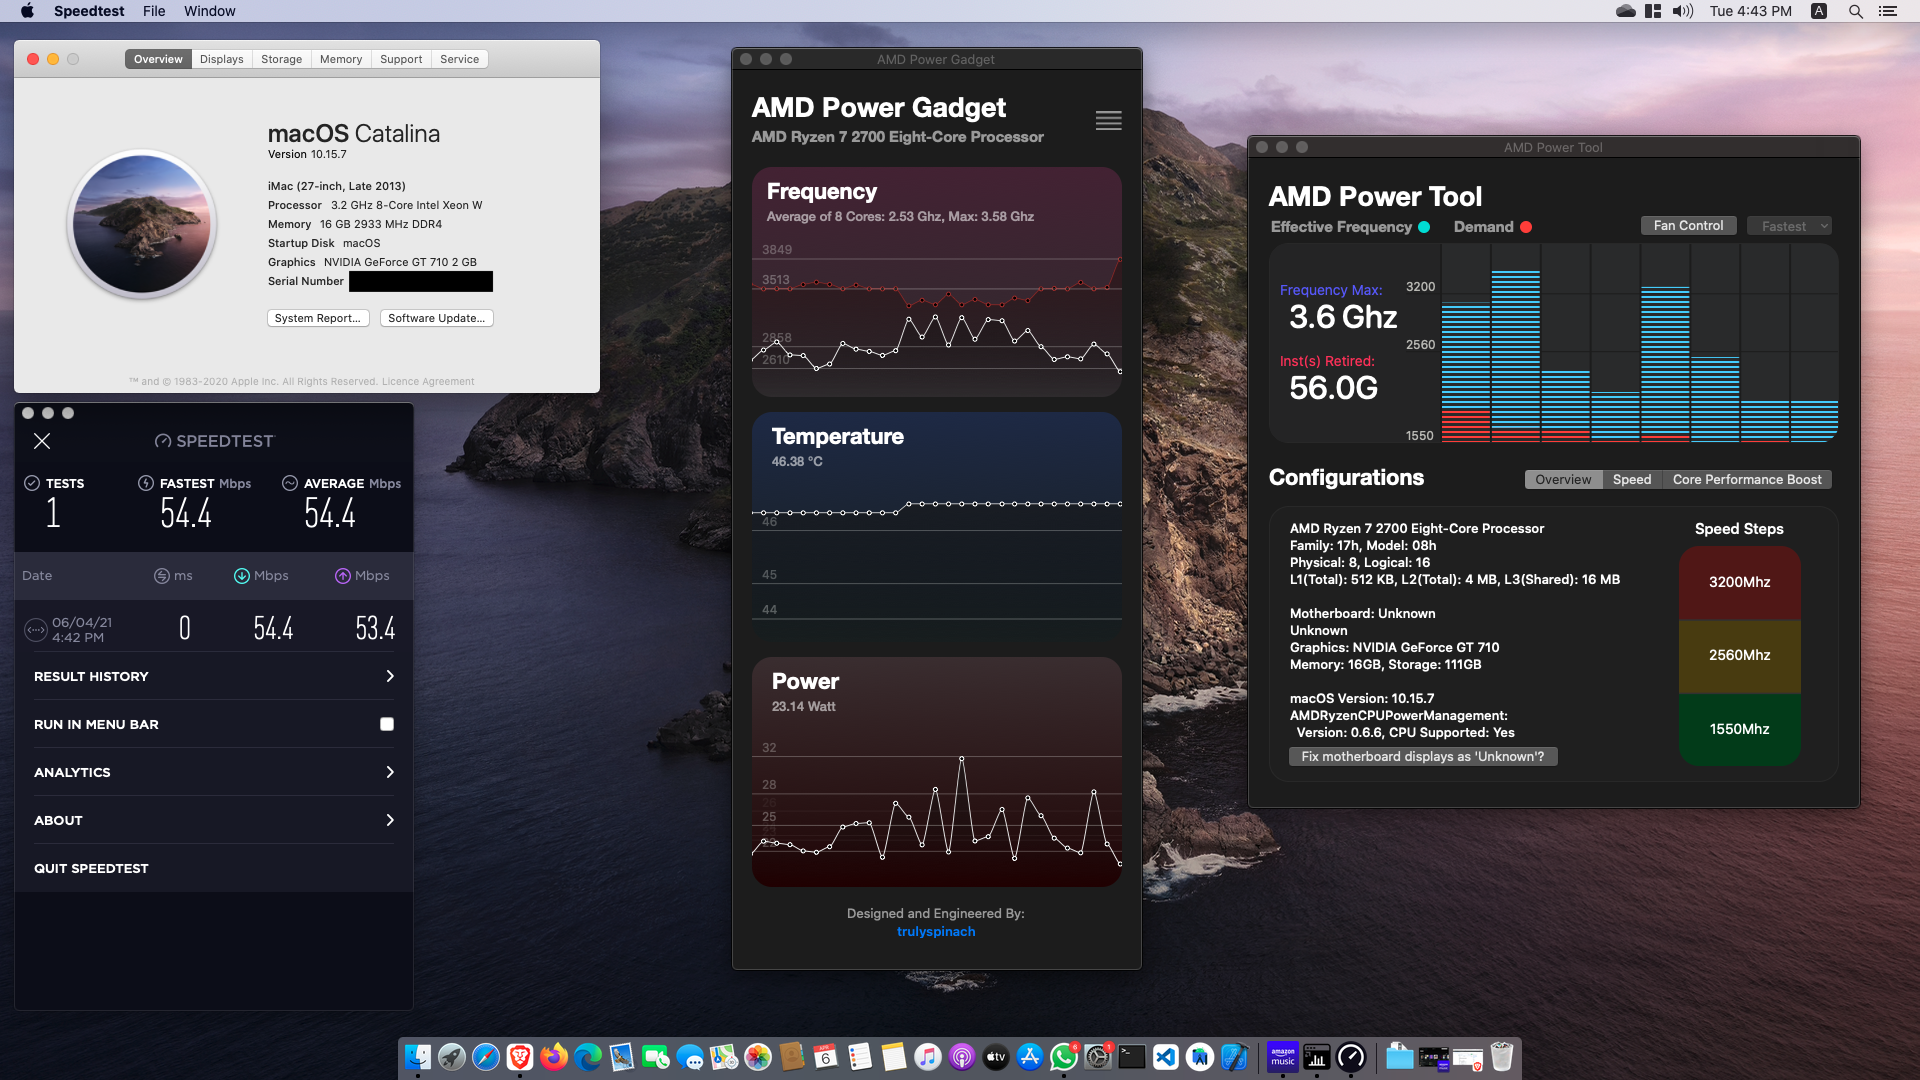 Speedtest File Window
Tue 4:43 PM A
Overview Displays Storage Memory Support Service
macOS Catalina
Version 10.15.7
iMac (27-inch, Late 2013)
Processor 3.2 GHz 8-Core Intel Xeon W
Memory 16 GB 2933 MHz DDR4
Startup Disk macOS
Graphics NVIDIA GeForce GT 710 2 GB
Serial Number
System Report... Software Update...
™ and © 1983-2020 Apple Inc. All Rights Reserved. Licence Agreement
SPEEDTEST
TESTS FASTEST Mbps AVERAGE Mbps
1 54.4 54.4
Date ms Mbps Mbps
06/04/21
4:42 PM
0 54.4 53.4
RESULT HISTORY
RUN IN MENU BAR
ANALYTICS
ABOUT
QUIT SPEEDTEST
AMD Power Gadget
AMD Power Gadget
AMD Ryzen 7 2700 Eight-Core Processor
Frequency
Average of 8 Cores: 2.53 Ghz, Max: 3.58 Ghz
3849
3513
2858
2610
Temperature
46.38 °C
46
45
44
Power
23.14 Watt
32
28
26
25
Designed and Engineered By:
trulyspinach
AMD Power Tool
AMD Power Tool
Effective Frequency Demand
Fan Control Fastest
Frequency Max:
3.6 Ghz
Inst(s) Retired:
56.0G
3200
2560
1550
Configurations
Overview Speed Core Performance Boost
AMD Ryzen 7 2700 Eight-Core Processor
Family: 17h, Model: 08h
Physical: 8, Logical: 16
L1(Total): 512 KB, L2(Total): 4 MB, L3(Shared): 16 MB
Motherboard: Unknown
Unknown
Graphics: NVIDIA GeForce GT 710
Memory: 16GB, Storage: 111GB
macOS Version: 10.15.7
AMDRyzenCPUPowerManagement:
Version: 0.6.6, CPU Supported: Yes
Fix motherboard displays as 'Unknown'?
Speed Steps
3200Mhz
2560Mhz
1550Mhz
APR
6
tv
6
1
amazon
music